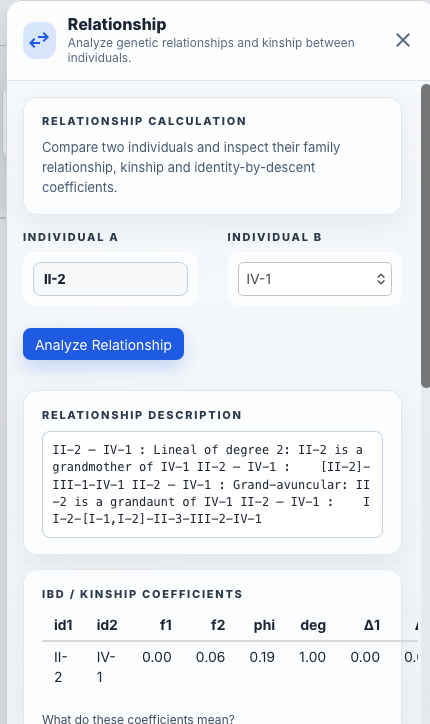 Relationship
Analyze genetic relationships and kinship between
individuals.
RELATIONSHIP CALCULATION
Compare two individuals and inspect their family
relationship, kinship and identity-by-descent
coefficients.
INDIVIDUAL A
INDIVIDUAL B
II-2
IV-1
Analyze Relationship
RELATIONSHIP DESCRIPTION
II-2 — IV-1 : Lineal of degree 2: II-2 is a
grandmother of IV-1 II-2 — IV-1 :    [II-2]-
III-1-IV-1 II-2 — IV-1 : Grand-avuncular: II
-2 is a grandaunt of IV-1 II-2 — IV-1 :    I
I-2-[I-1,I-2]-II-3-III-2-IV-1
IBD / KINSHIP COEFFICIENTS
id1 id2 f1 f2 phi deg Δ1
II-2 IV-1 0.00 0.06 0.19 1.00 0.00
What do these coefficients mean?